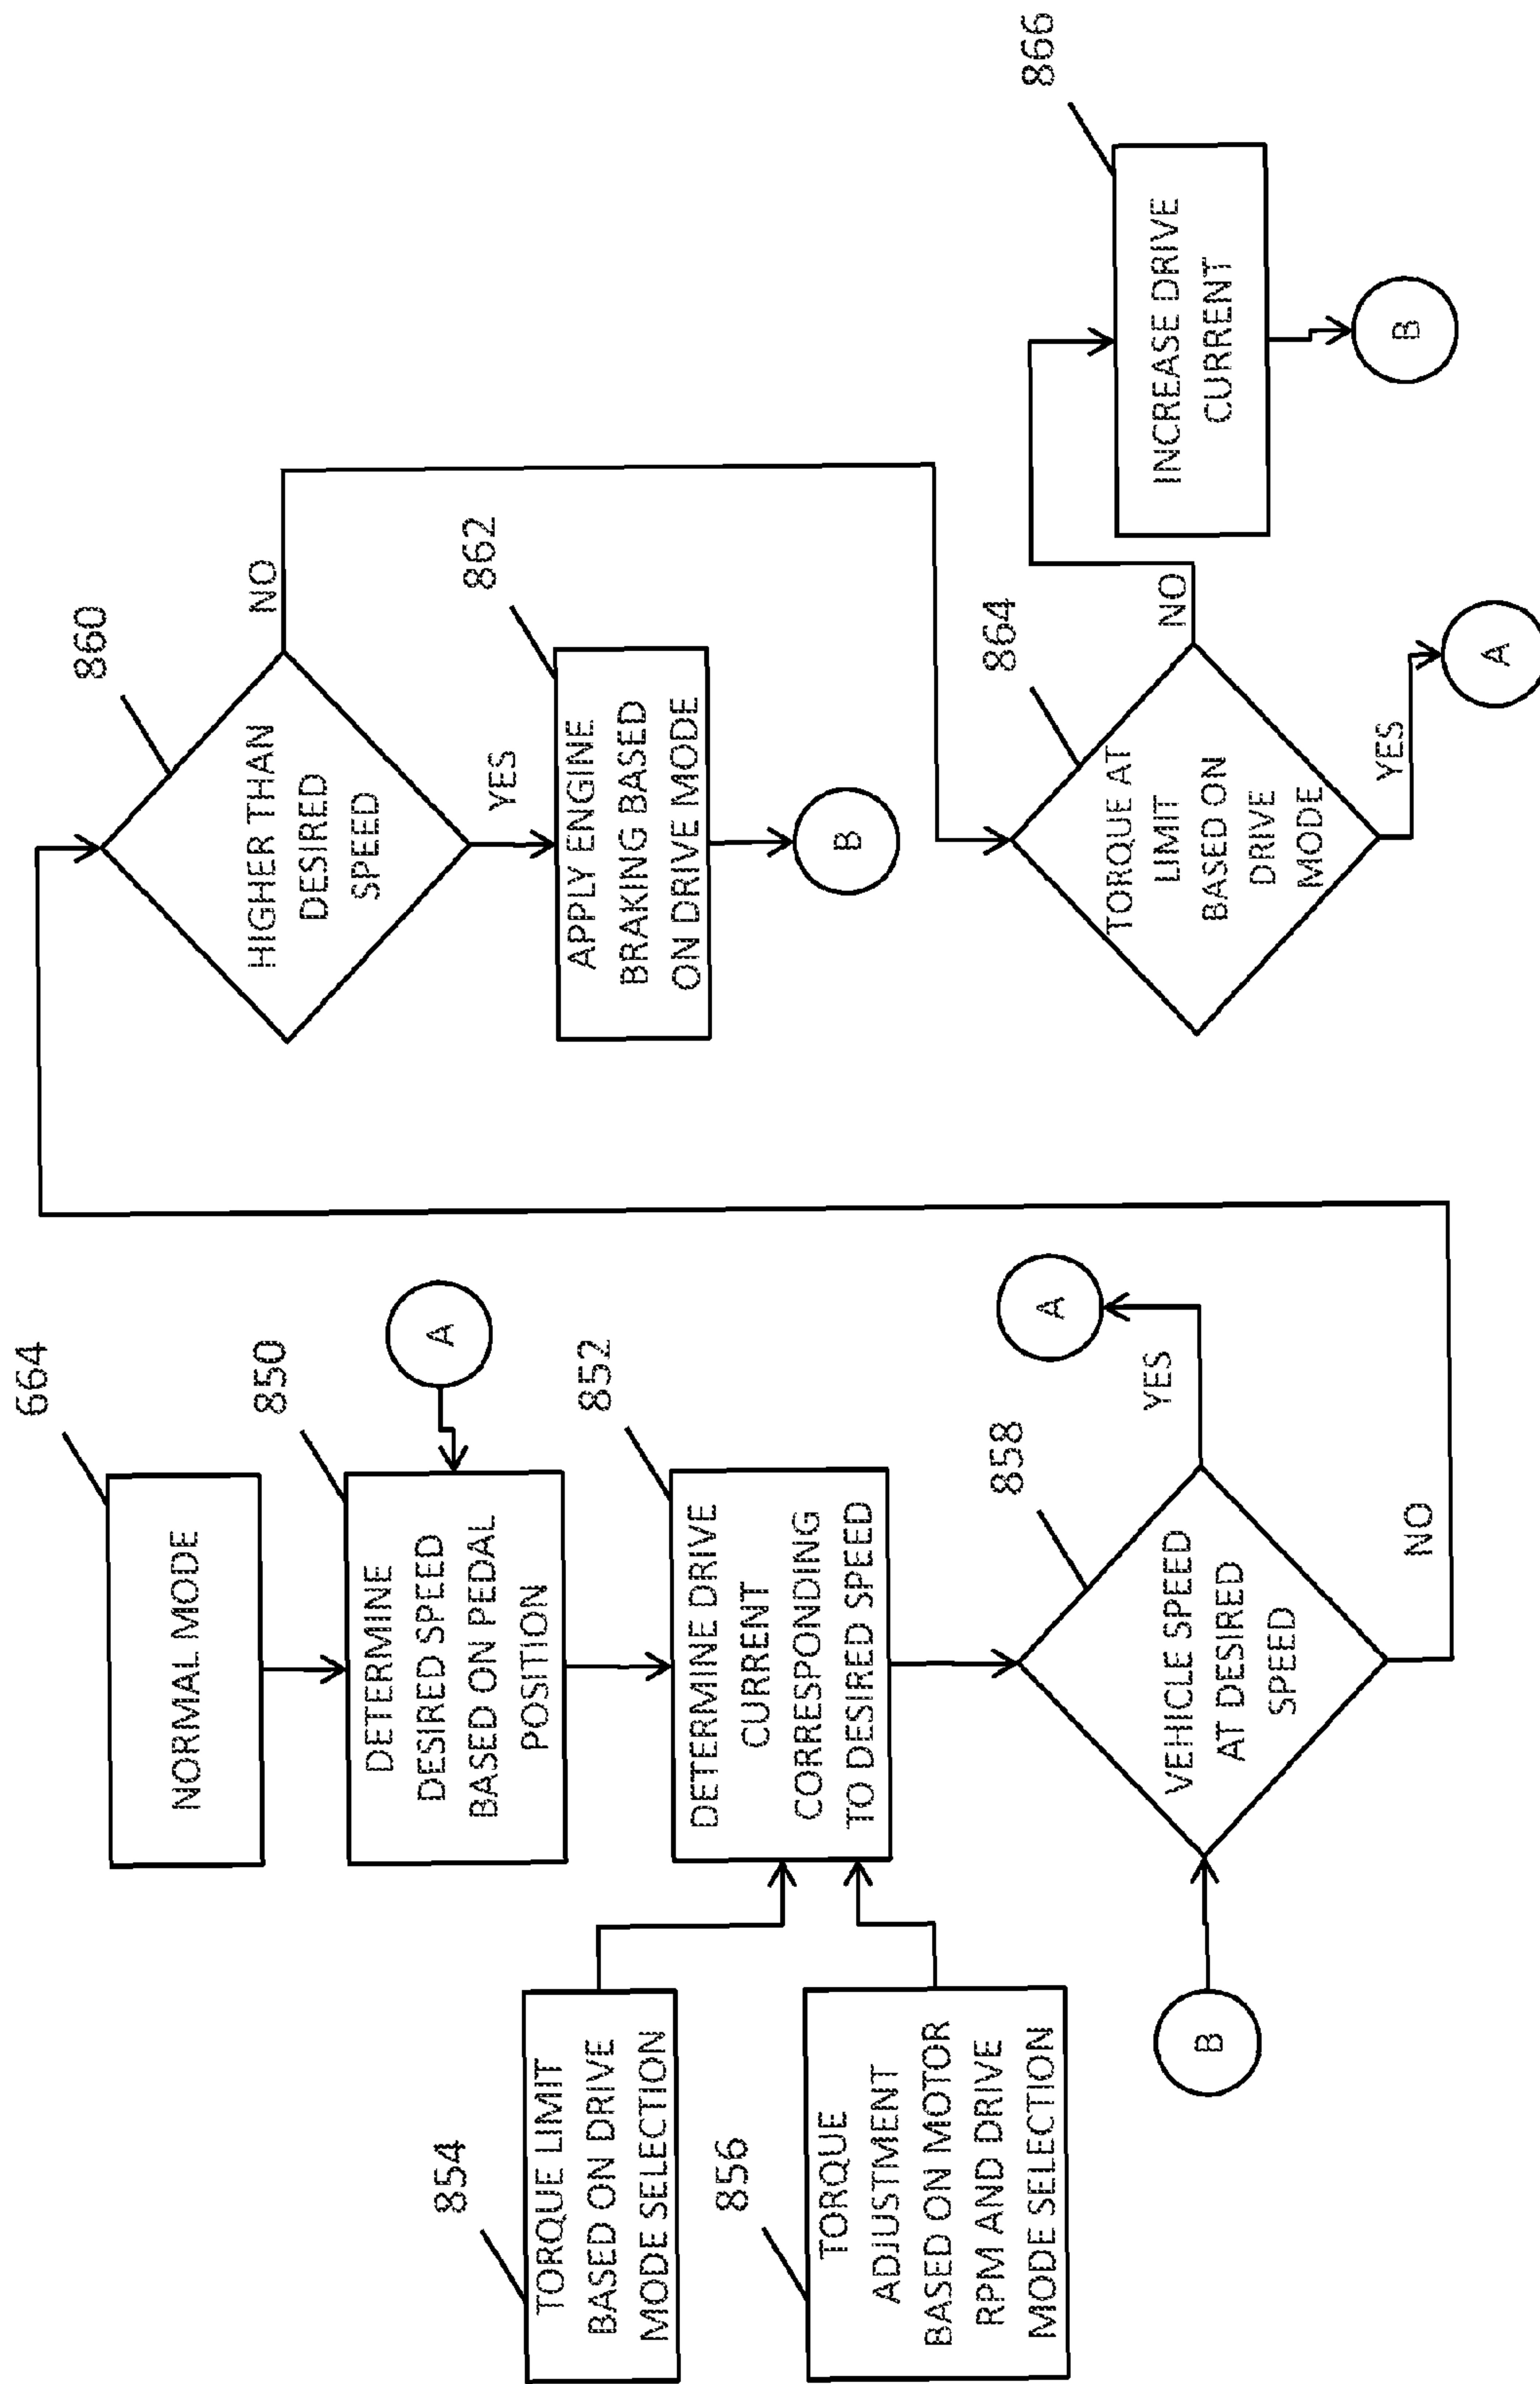 664
NORMAL MODE
850
DETERMINE
DESIRED SPEED
BASED ON PEDAL
POSITION
A
852
DETERMINE DRIVE
CURRENT
CORRESPONDING
TO DESIRED SPEED
854
TORQUE LIMIT
BASED ON DRIVE
MODE SELECTION
856
TORQUE
ADJUSTMENT
BASED ON MOTOR
RPM AND DRIVE
MODE SELECTION
858
VEHICLE SPEED
AT DESIRED
SPEED
YES
A
NO
B
860
HIGHER THAN
DESIRED
SPEED
NO
YES
862
APPLY ENGINE
BRAKING BASED
ON DRIVE MODE
B
864
TORQUE AT
LIMIT
BASED ON
DRIVE
MODE
NO
YES
A
866
INCREASE DRIVE
CURRENT
B